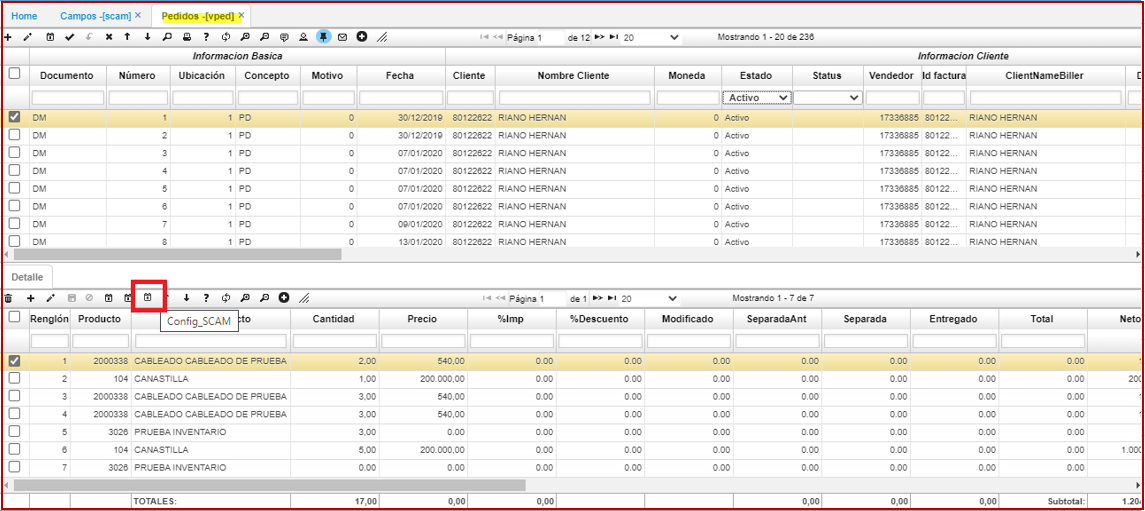 Home Campos -[scam] × Pedidos -[vped] ×
Página 1 de 12 20 Mostrando 1 - 20 de 236
Informacion Basica Informacion Cliente
Documento Número Ubicación Concepto Motivo Fecha Cliente Nombre Cliente Moneda Estado Status Vendedor Id factura ClientNameBiller
Activo
DM 1 1 PD 0 30/12/2019 80122622 RIANO HERNAN 0 Activo 17336885 80122... RIANO HERNAN
DM 2 1 PD 0 30/12/2019 80122622 RIANO HERNAN 0 Activo 17336885 80122... RIANO HERNAN
DM 3 1 PD 0 07/01/2020 80122622 RIANO HERNAN 0 Activo 17336885 80122... RIANO HERNAN
DM 4 1 PD 0 07/01/2020 80122622 RIANO HERNAN 0 Activo 17336885 80122... RIANO HERNAN
DM 5 1 PD 0 07/01/2020 80122622 RIANO HERNAN 0 Activo 17336885 80122... RIANO HERNAN
DM 6 1 PD 0 07/01/2020 80122622 RIANO HERNAN 0 Activo 17336885 80122... RIANO HERNAN
DM 7 1 PD 0 09/01/2020 80122622 RIANO HERNAN 0 Activo 17336885 80122... RIANO HERNAN
DM 8 1 PD 0 13/01/2020 80122622 RIANO HERNAN 0 Activo 17336885 80122... RIANO HERNAN
Detalle
Página 1 de 1 20 Mostrando 1 - 7 de 7
Renglón Producto Config_SCAM Cantidad Precio %Imp %Descuento Modificado SeparadaAnt Separada Entregado Total Neto
1 2000338 CABLEADO CABLEADO DE PRUEBA 2,00 540,00 0.00 0.00 0.00 0.00 0.00 0.00 0.00
2 104 CANASTILLA 1,00 200.000,00 0.00 0.00 0.00 0.00 0.00 0.00 0.00 200
3 2000338 CABLEADO CABLEADO DE PRUEBA 3,00 540,00 0.00 0.00 0.00 0.00 0.00 0.00 0.00
4 2000338 CABLEADO CABLEADO DE PRUEBA 3,00 540,00 0.00 0.00 0.00 0.00 0.00 0.00 0.00
5 3026 PRUEBA INVENTARIO 3,00 0.00 0.00 0.00 0.00 0.00 0.00 0.00 0.00
6 104 CANASTILLA 5,00 200.000,00 0.00 0.00 0.00 0.00 0.00 0.00 0.00 1.000
7 3026 PRUEBA INVENTARIO 0.00 0.00 0.00 0.00 0.00 0.00 0.00 0.00 0.00
TOTALES: 17,00 0,00 0,00 0,00 0,00 0,00 Subtotal: 1.20